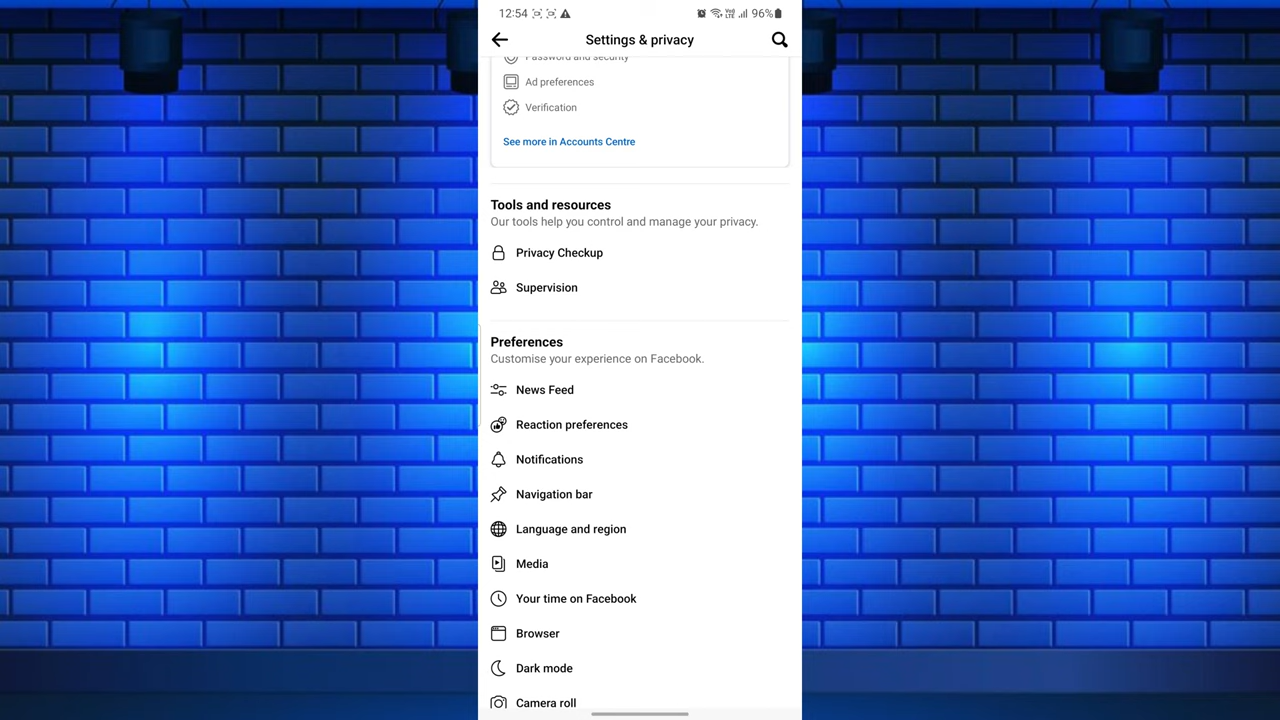 12:54 96%
Settings & privacy
Password and security
Ad preferences
Verification
See more in Accounts Centre
Tools and resources
Our tools help you control and manage your privacy.
Privacy Checkup
Supervision
Preferences
Customise your experience on Facebook.
News Feed
Reaction preferences
Notifications
Navigation bar
Language and region
Media
Your time on Facebook
Browser
Dark mode
Camera roll